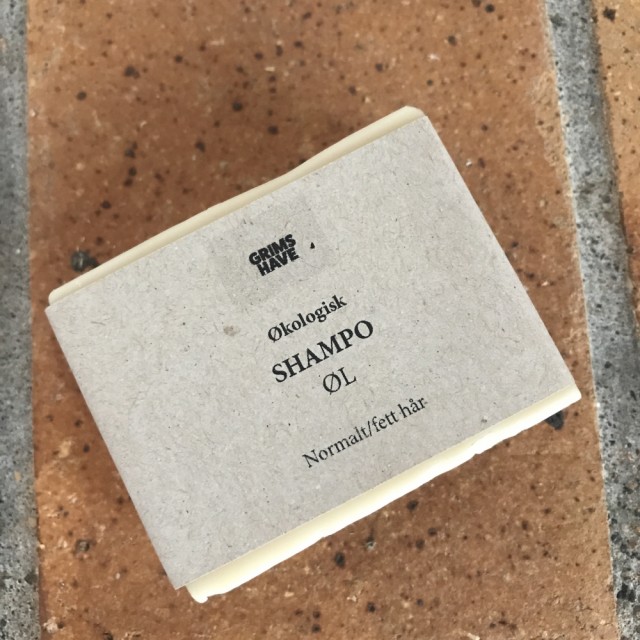 GRIMS
HAVE
Økologisk
SHAMPO
ØL
Normalt/fett hår